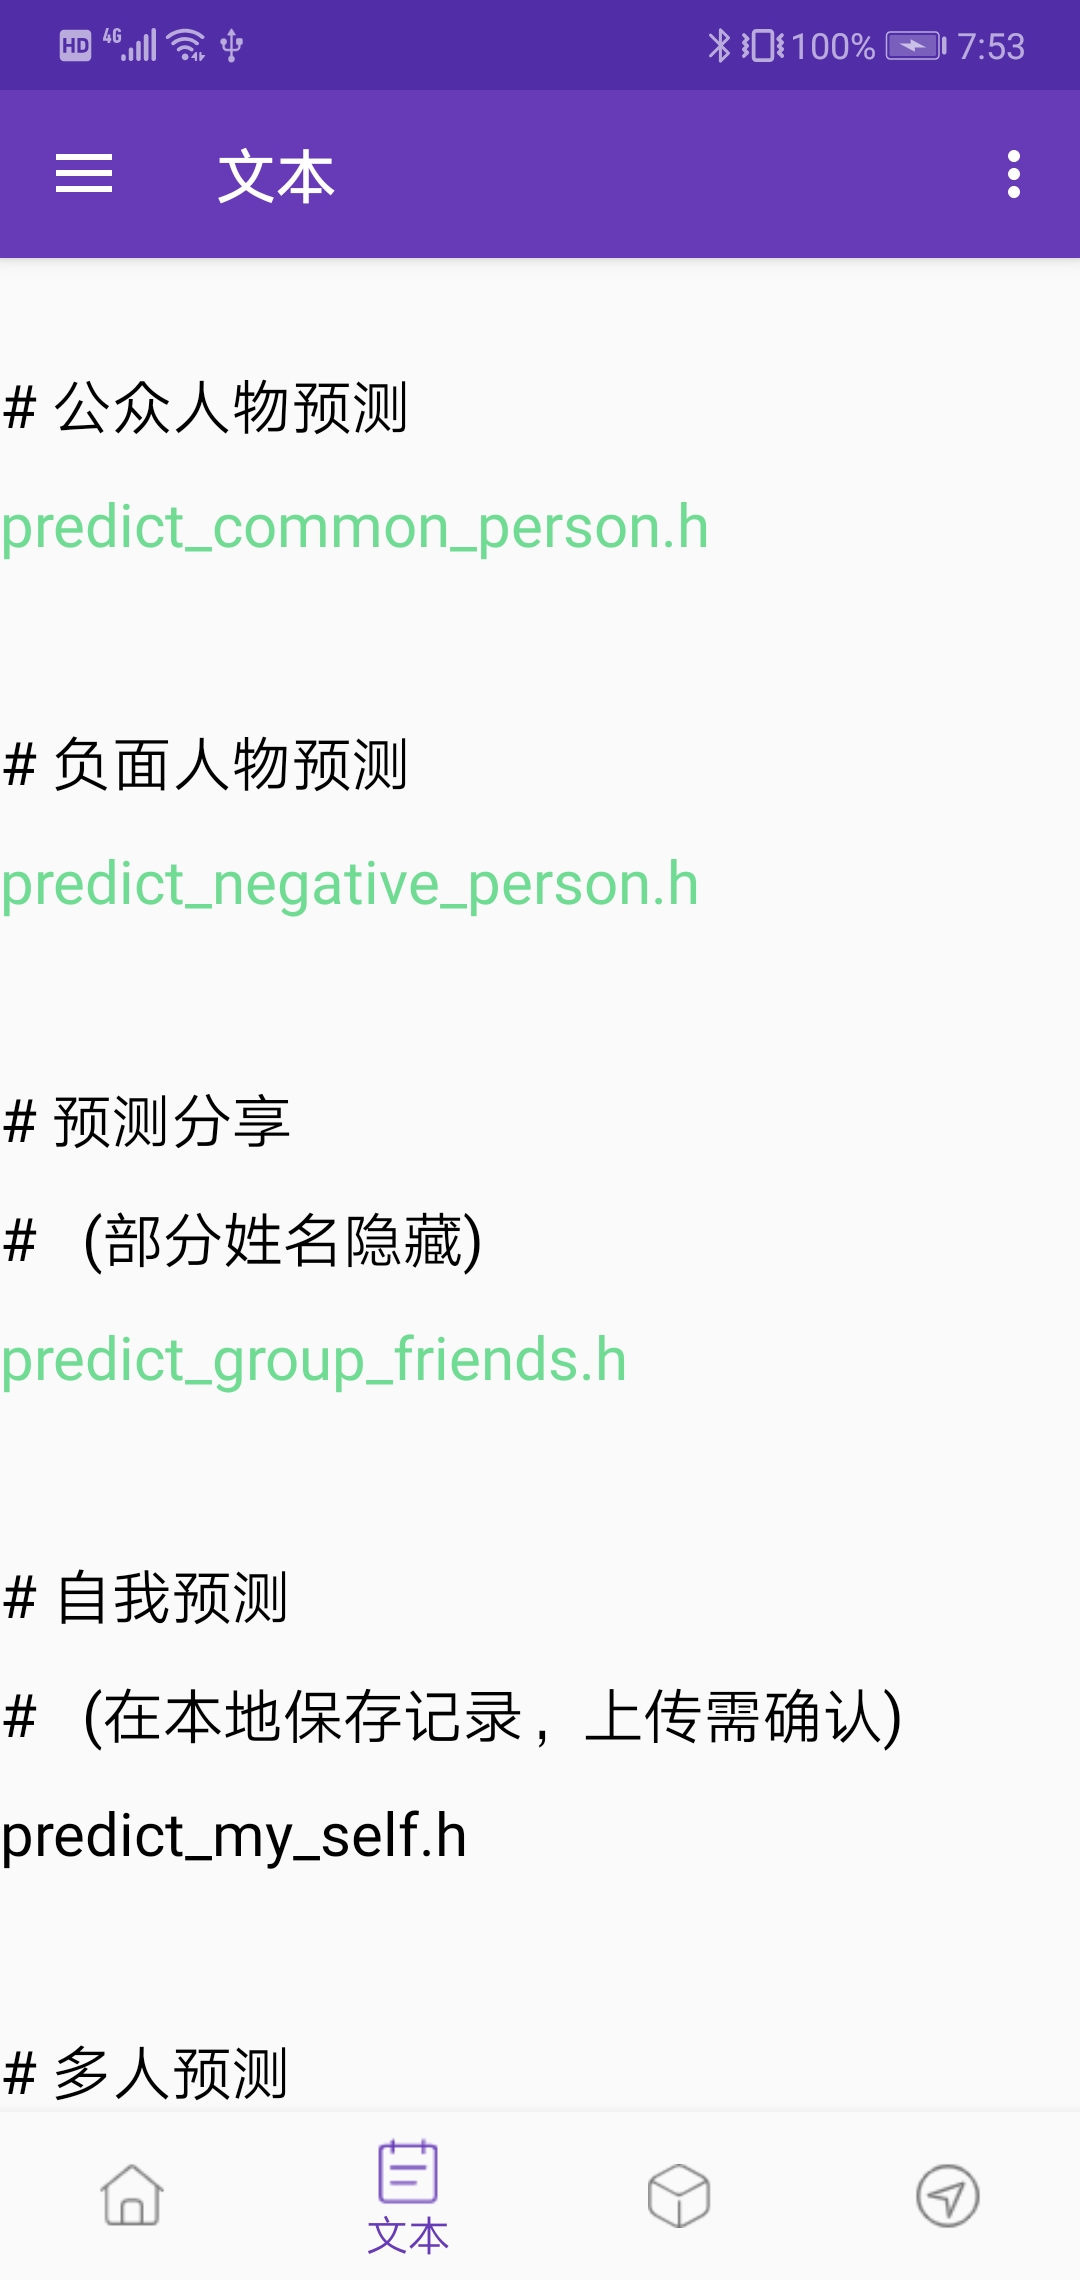 HD 4G 100% 7:53
文本
# 公众人物预测
predict_common_person.h
# 负面人物预测
predict_negative_person.h
# 预测分享
# (部分姓名隐藏)
predict_group_friends.h
# 自我预测
# (在本地保存记录，上传需确认)
predict_my_self.h
# 多人预测
文本